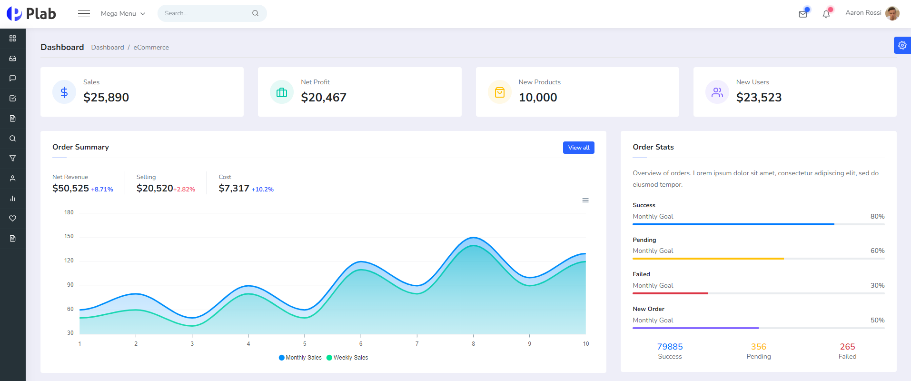 Plab
Mega Menu
Search
Aaron Rossi
Dashboard
Dashboard / eCommerce
Sales
$25,890
Net Profit
$20,467
New Products
10,000
New Users
$23,523
Order Summary
View all
Net Revenue
$50,525 +8.71%
Selling
$20,520 -2.82%
Cost
$7,317 +10.2%
180
150
120
90
60
30
1 2 3 4 5 6 7 8 9 10
Monthly Sales Weekly Sales
Order Stats
Overview of orders. Lorem ipsum dolor sit amet, consectetur adipiscing elit, sed do
eiusmod tempor.
Success
Monthly Goal 80%
Pending
Monthly Goal 60%
Failed
Monthly Goal 30%
New Order
Monthly Goal 50%
79885 356 265
Success Pending Failed